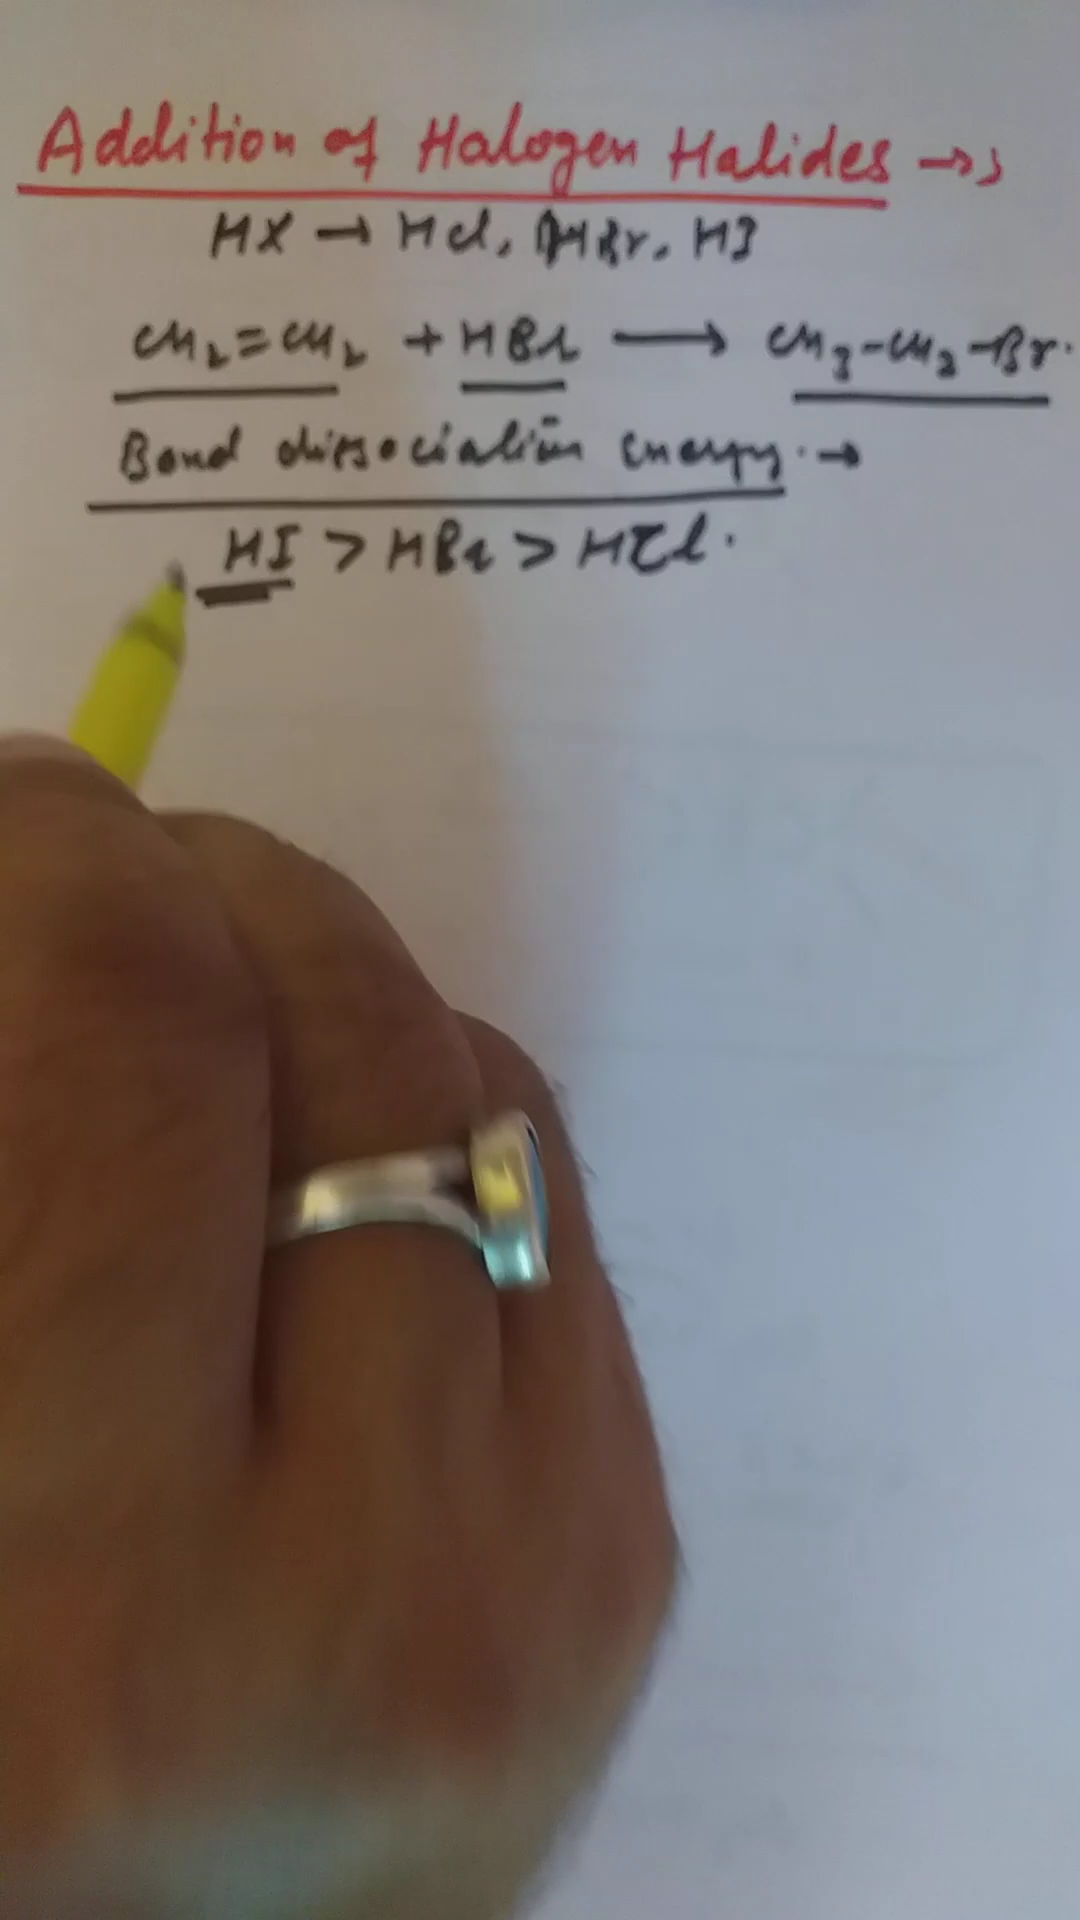 Addition of Halogen Halides →
HX → HCl, HBr, HI
CH₂=CH₂ + HBr ⟶ CH₃-CH₂-Br.
Bond dissociation Energy. →
HI > HBr > HCl.